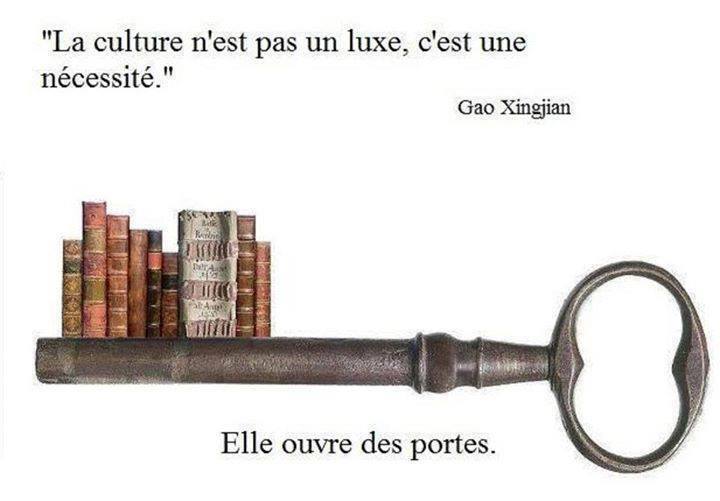 "La culture n'est pas un luxe, c'est une
nécessité."
Gao Xingjian
Elle ouvre des portes.